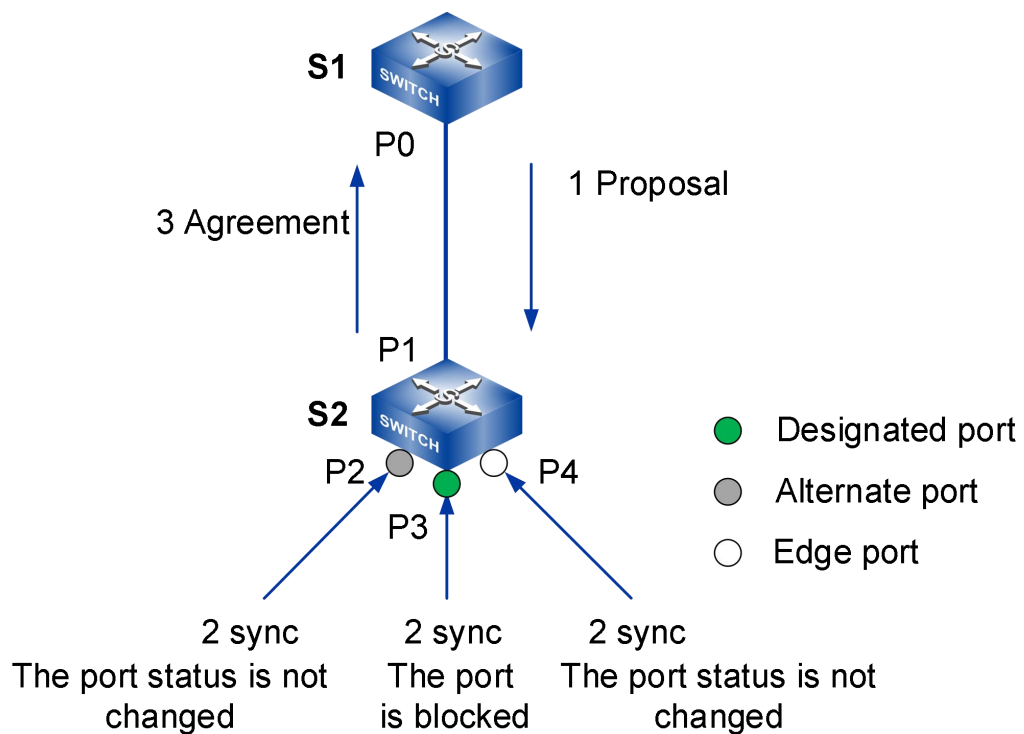 S1
SWITCH
P0
1 Proposal
3 Agreement
P1
S2
SWITCH
Designated port
P2
P4
Alternate port
P3
Edge port
2 sync
2 sync
2 sync
The port status is not
changed
The port
is blocked
The port status is not
changed